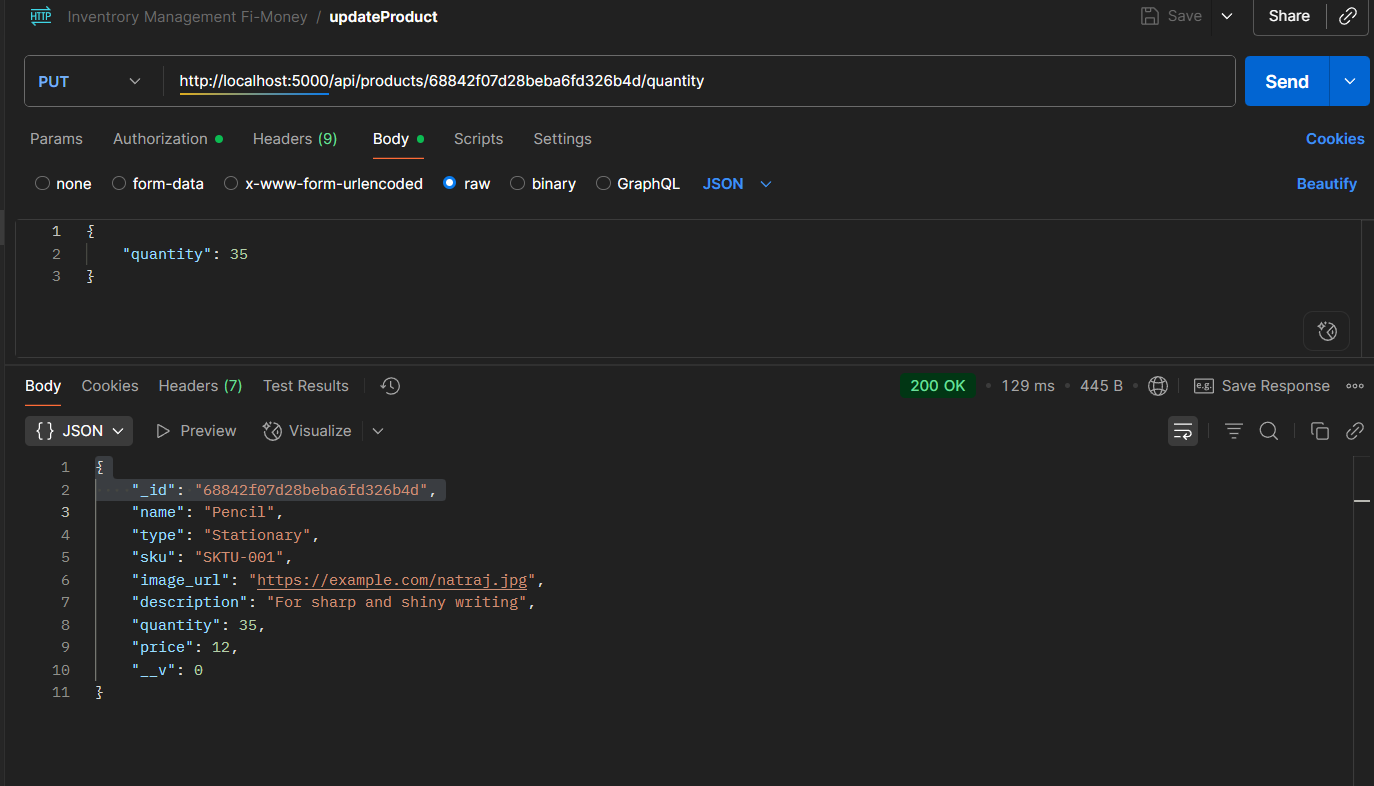 HTTP Inventrory Management Fi-Money / updateProduct Save Share
PUT http://localhost:5000/api/products/68842f07d28beba6fd326b4d/quantity Send
Params Authorization Headers (9) Body Scripts Settings Cookies
none form-data x-www-form-urlencoded raw binary GraphQL JSON Beautify
1 {
2 "quantity": 35
3 }
Body Cookies Headers (7) Test Results 200 OK • 129 ms • 445 B • e.g. Save Response
{} JSON Preview Visualize
1 {
2 "_id": "68842f07d28beba6fd326b4d",
3 "name": "Pencil",
4 "type": "Stationary",
5 "sku": "SKTU-001",
6 "image_url": "https://example.com/natraj.jpg",
7 "description": "For sharp and shiny writing",
8 "quantity": 35,
9 "price": 12,
10 "__v": 0
11 }